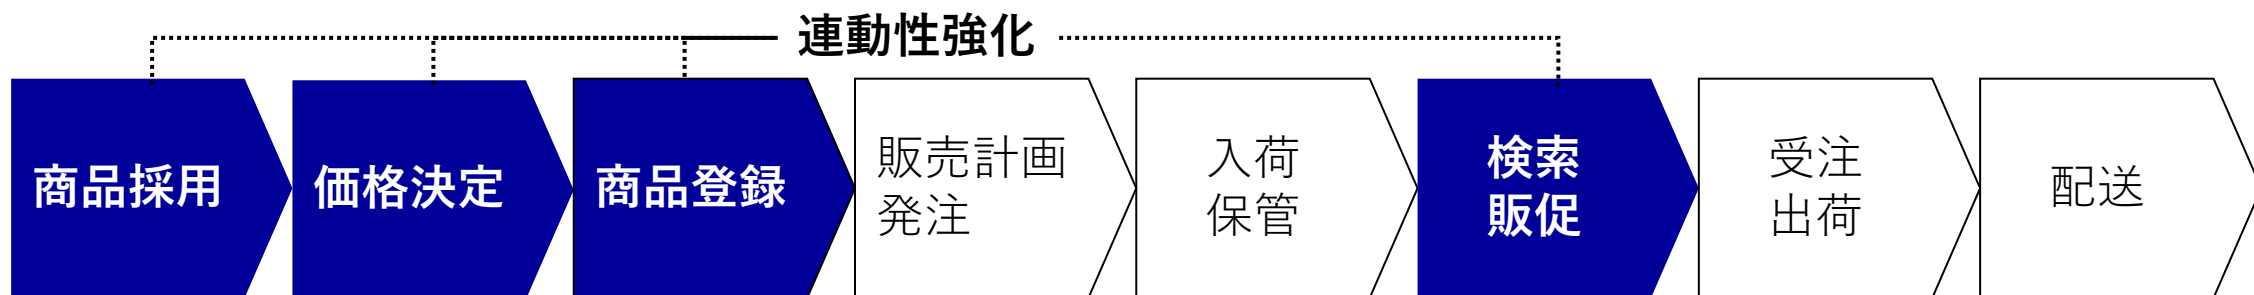 連動性強化
商品採用
価格決定
商品登録
販売計画
発注
入荷
保管
検索
販促
受注
出荷
配送